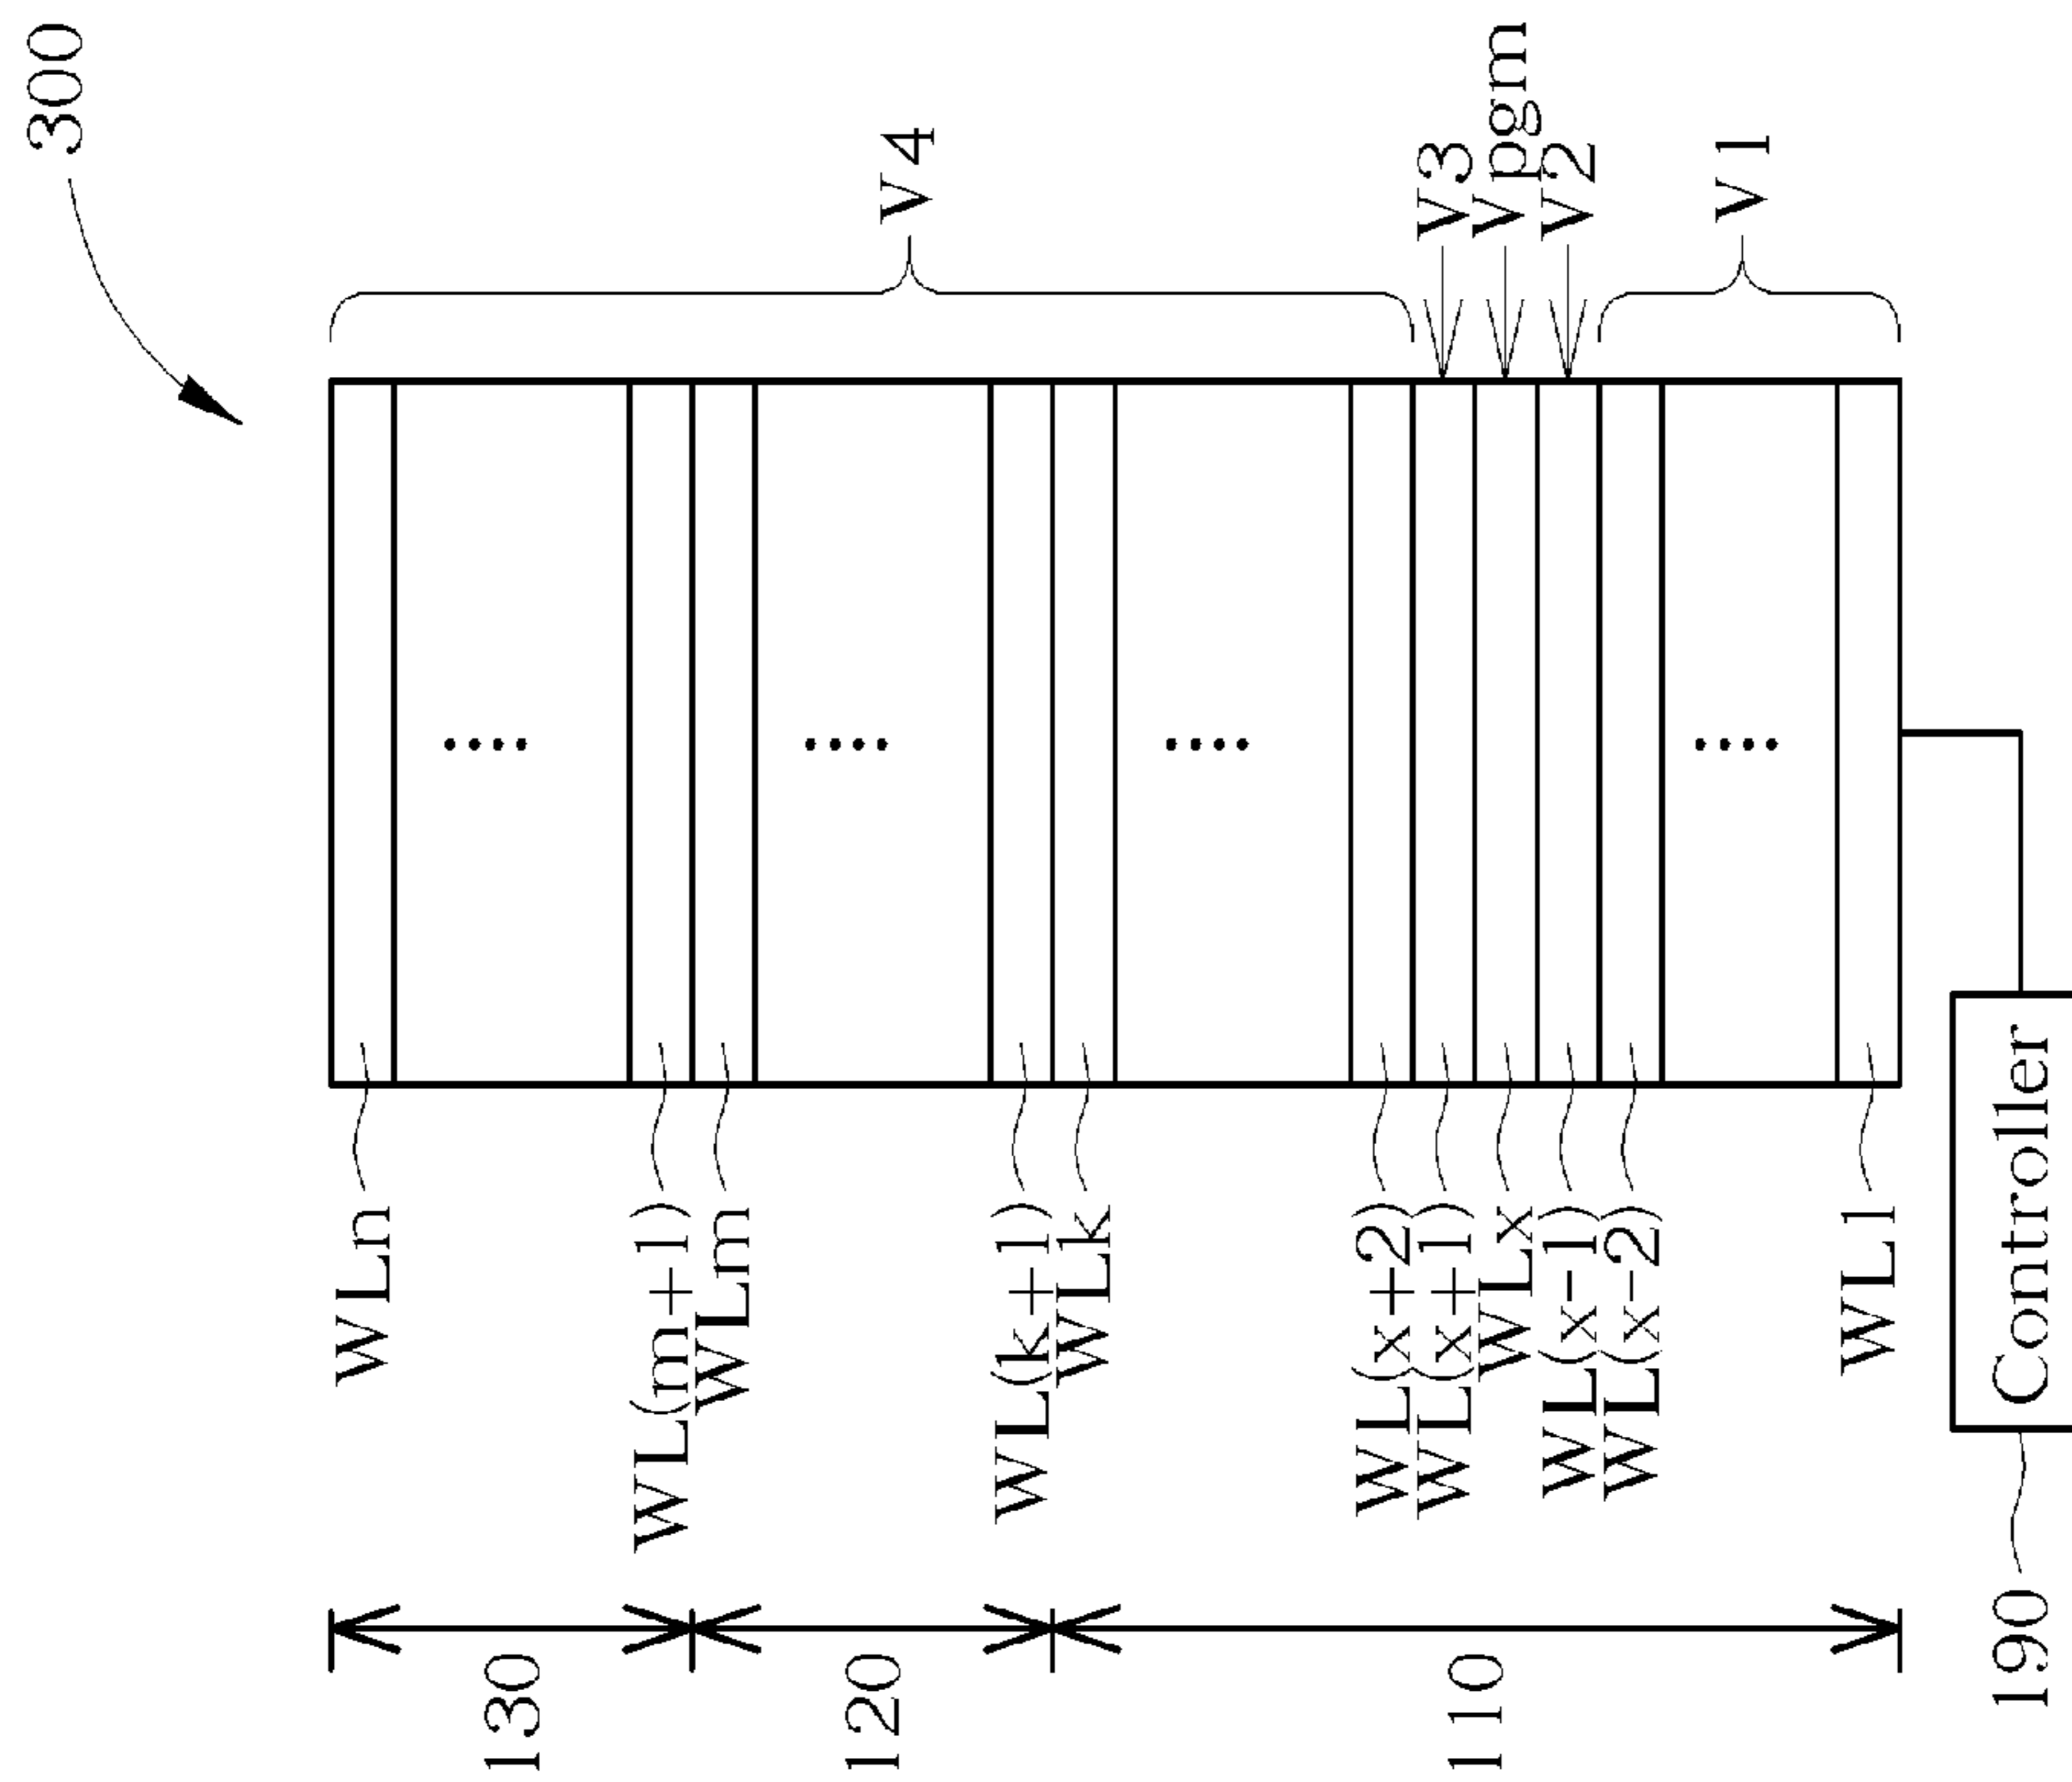 300
WLn
WL(m+1)
WLm
WL(k+1)
WLk
WL(x+2)
WL(x+1)
WLx
WL(x-1)
WL(x-2)
WL1
V4
V3
Vpgm
V2
V1
130
120
110
Controller
190